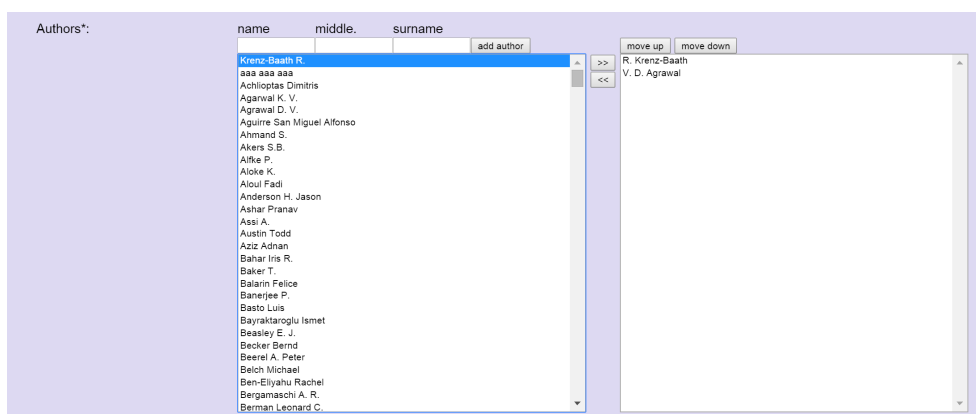 Authors*: name middle. surname
add author move up move down
Krenz-Baath R. >> R. Krenz-Baath
aaa aaa aaa << V. D. Agrawal
Achlioptas Dimitris
Agarwal K. V.
Agrawal D. V.
Aguirre San Miguel Alfonso
Ahmand S.
Akers S.B.
Alfke P.
Aloke K.
Aloul Fadi
Anderson H. Jason
Ashar Pranav
Assi A.
Austin Todd
Aziz Adnan
Bahar Iris R.
Baker T.
Balarin Felice
Banerjee P.
Basto Luis
Bayraktaroglu Ismet
Beasley E. J.
Becker Bernd
Beerel A. Peter
Belch Michael
Ben-Eliyahu Rachel
Bergamaschi A. R.
Berman Leonard C.